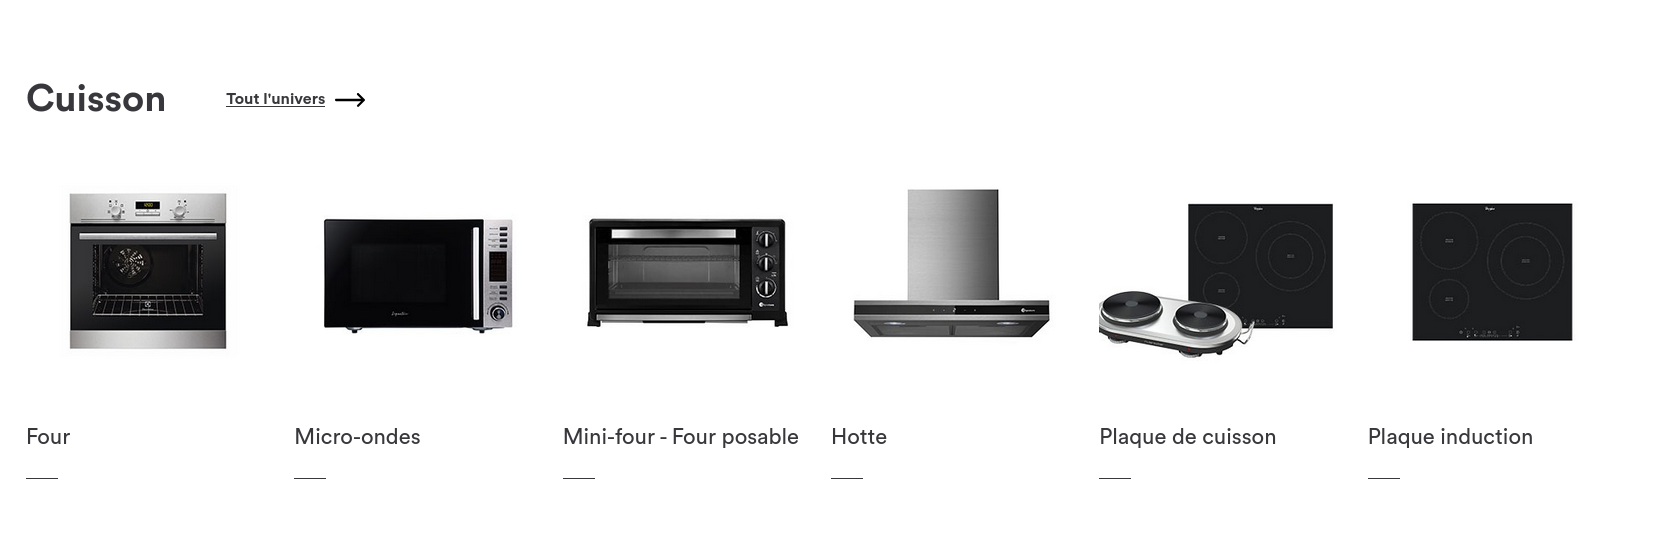 Cuisson
Tout l'univers
Four
Micro-ondes
Mini-four - Four posable
Hotte
Plaque de cuisson
Plaque induction